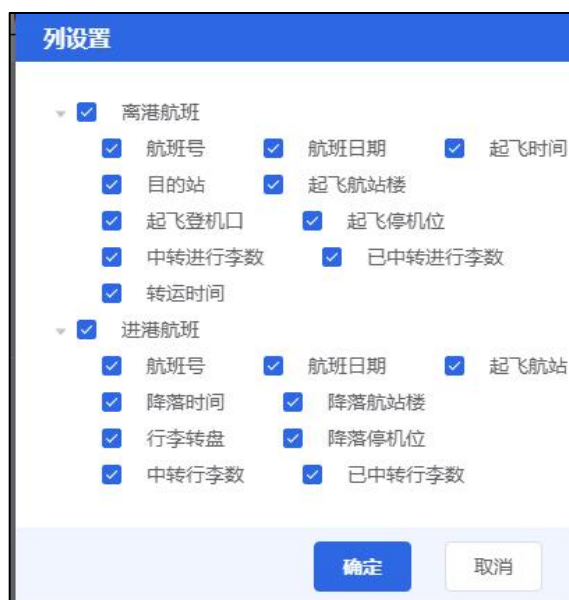 列设置
离港航班
航班号 航班日期 起飞时间
目的站 起飞航站楼
起飞登机口 起飞停机位
中转进行李数 已中转进行李数
转运时间
进港航班
航班号 航班日期 起飞航站
降落时间 降落航站楼
行李转盘 降落停机位
中转行李数 已中转行李数
确定 取消